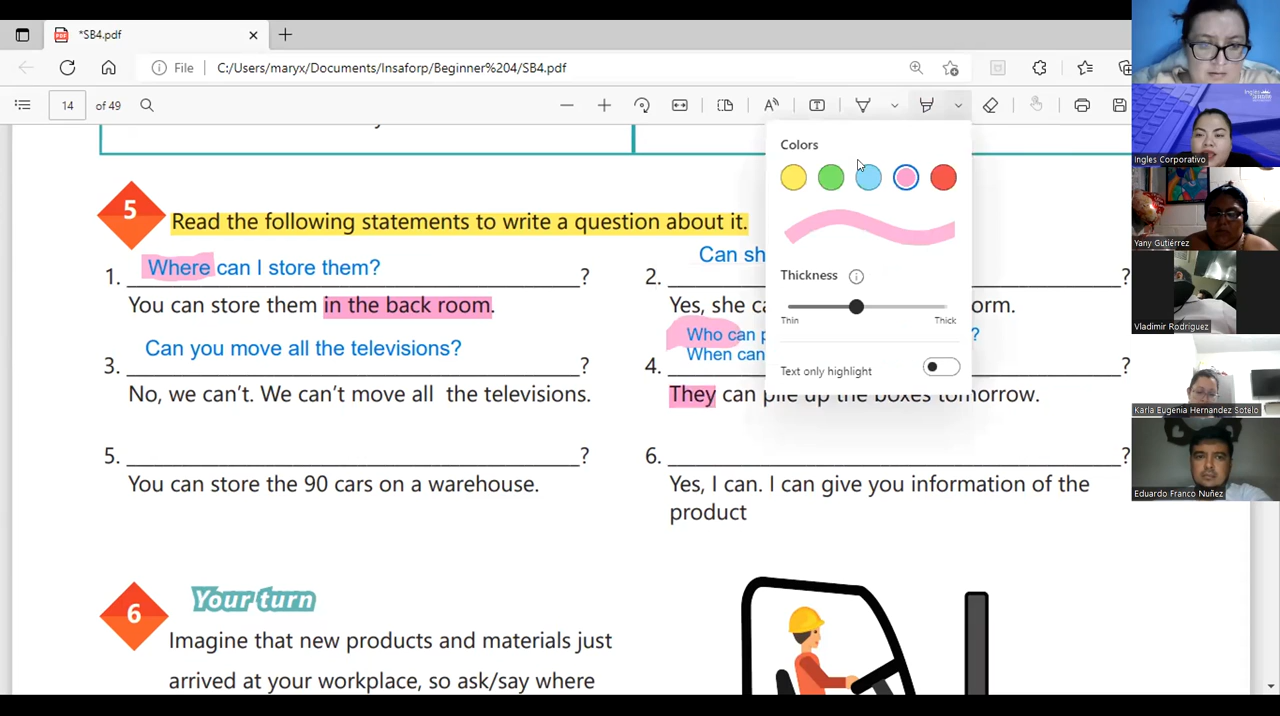 *SB4.pdf
File C:/Users/maryx/Documents/Insaforp/Beginner%204/SB4.pdf
14 of 49
Colors
Thickness
Thin Thick
Text only highlight
5 Read the following statements to write a question about it.
1. Where can I store them? ?
You can store them in the back room.
2. Can sh ?
Yes, she ca orm.
3. Can you move all the televisions? ?
No, we can't. We can't move all the televisions.
Who can p ?
4. When can ?
They can pile up the boxes tomorrow.
5. ?
You can store the 90 cars on a warehouse.
6. ?
Yes, I can. I can give you information of the
product
6 Your turn
Imagine that new products and materials just
arrived at your workplace, so ask/say where
Ingles Corporativo
Yany Gutiérrez
Vladimir Rodriguez
Karla Eugenia Hernandez Sotelo
Eduardo Franco Nuñez